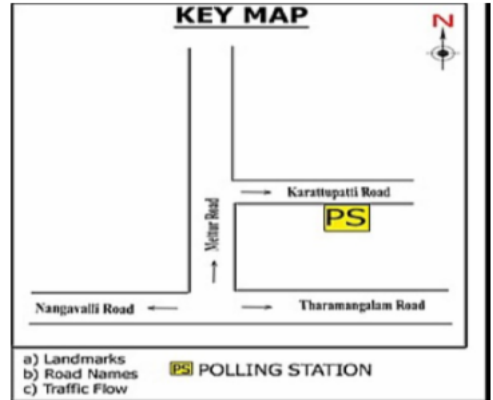 KEY MAP
N
Karattupatti Road
PS
Mettur Road
Nangavalli Road
Tharamangalam Road
a) Landmarks
b) Road Names
c) Traffic Flow
PS POLLING STATION